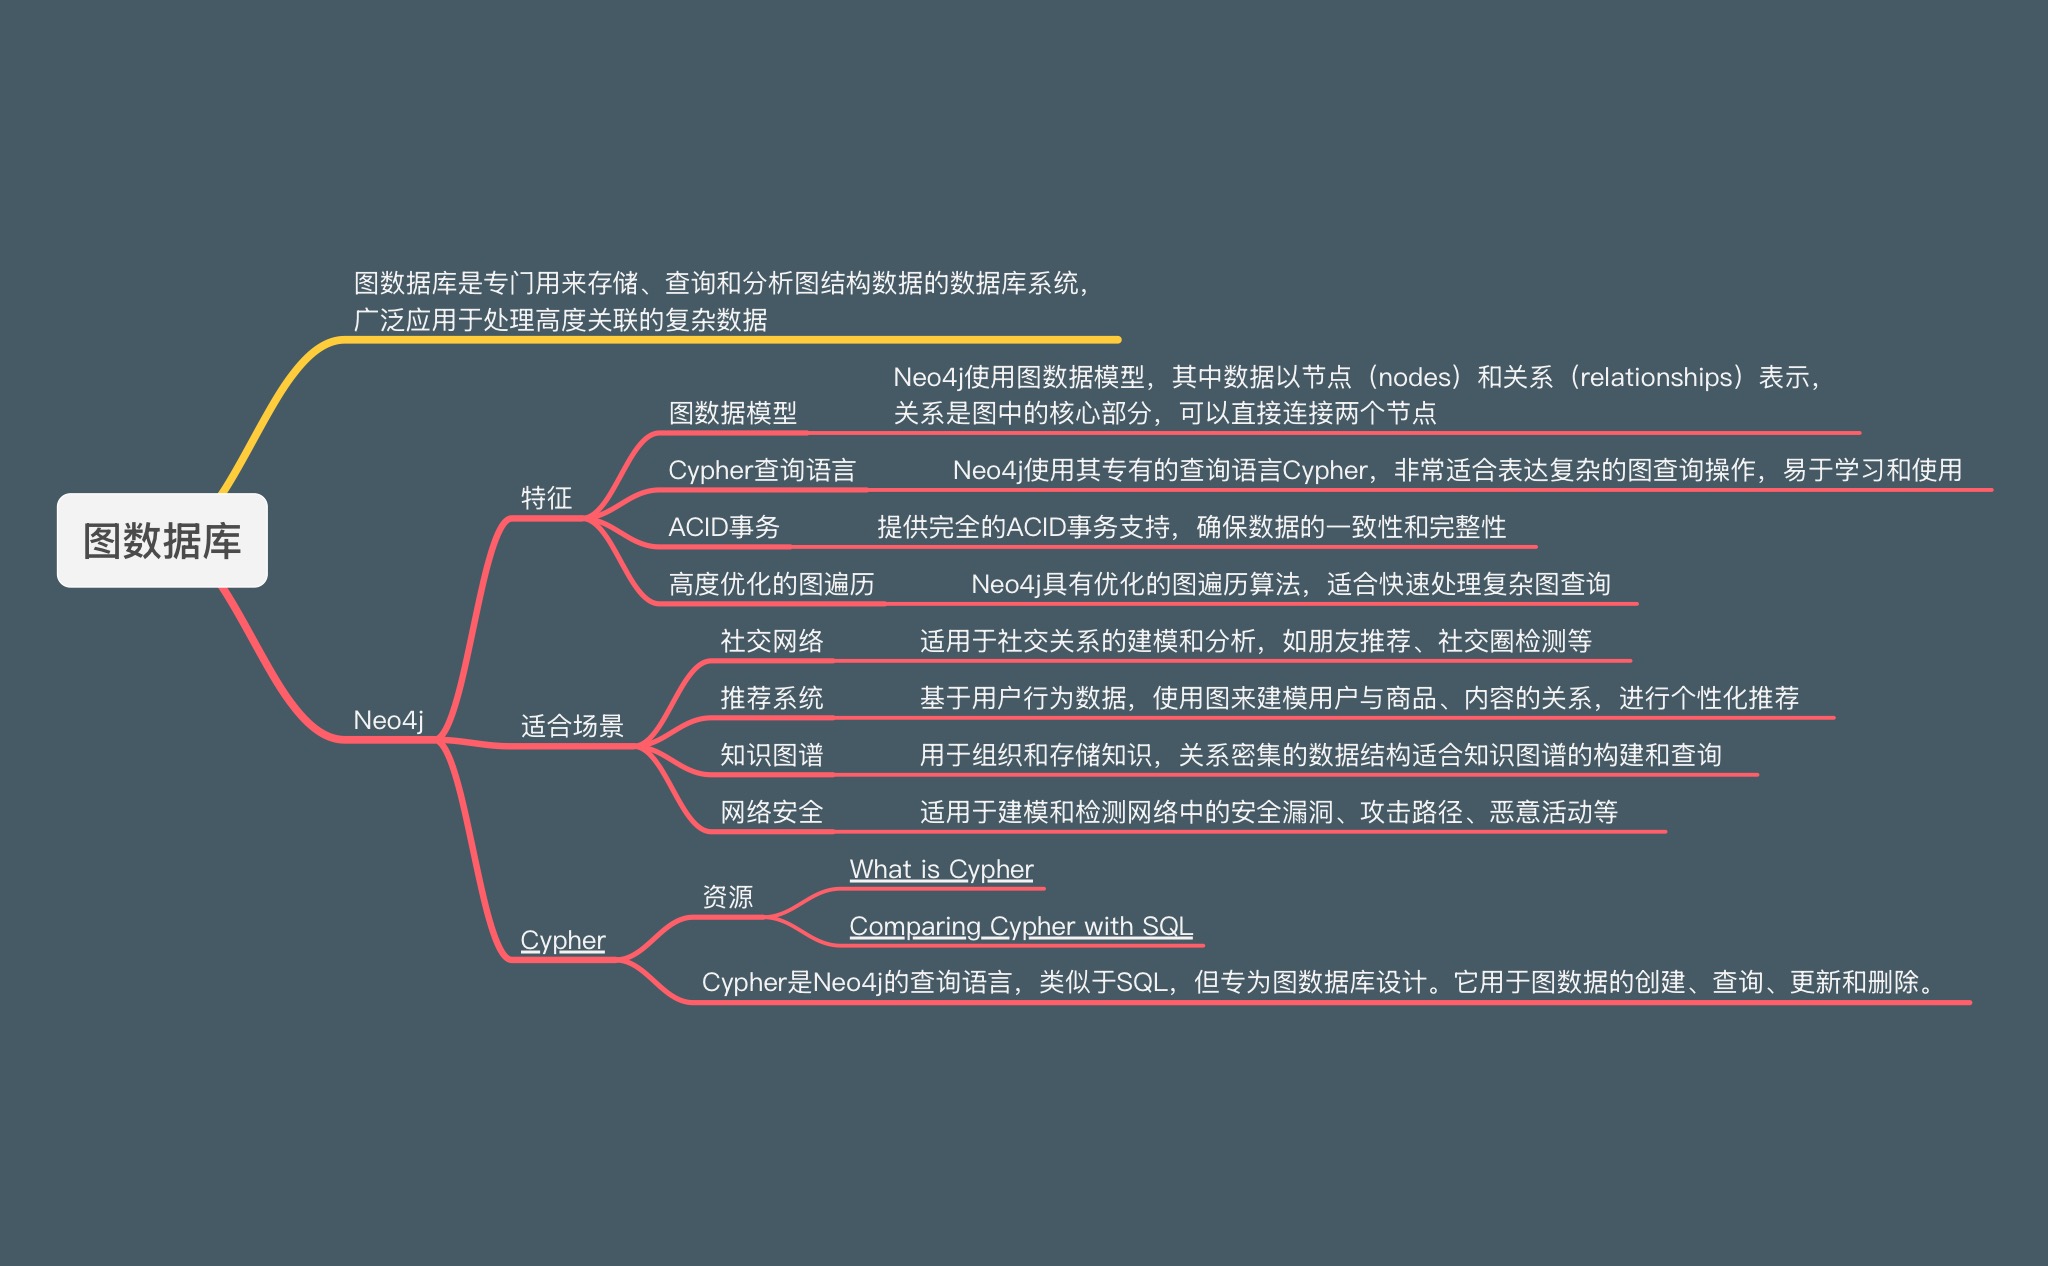 图数据库
图数据库是专门用来存储、查询和分析图结构数据的数据库系统，
广泛应用于处理高度关联的复杂数据
Neo4j
特征
图数据模型
Neo4j使用图数据模型，其中数据以节点（nodes）和关系（relationships）表示，
关系是图中的核心部分，可以直接连接两个节点
Cypher查询语言
Neo4j使用其专有的查询语言Cypher，非常适合表达复杂的图查询操作，易于学习和使用
ACID事务
提供完全的ACID事务支持，确保数据的一致性和完整性
高度优化的图遍历
Neo4j具有优化的图遍历算法，适合快速处理复杂图查询
适合场景
社交网络
适用于社交关系的建模和分析，如朋友推荐、社交圈检测等
推荐系统
基于用户行为数据，使用图来建模用户与商品、内容的关系，进行个性化推荐
知识图谱
用于组织和存储知识，关系密集的数据结构适合知识图谱的构建和查询
网络安全
适用于建模和检测网络中的安全漏洞、攻击路径、恶意活动等
Cypher
资源
What is Cypher
Comparing Cypher with SQL
Cypher是Neo4j的查询语言，类似于SQL，但专为图数据库设计。它用于图数据的创建、查询、更新和删除。